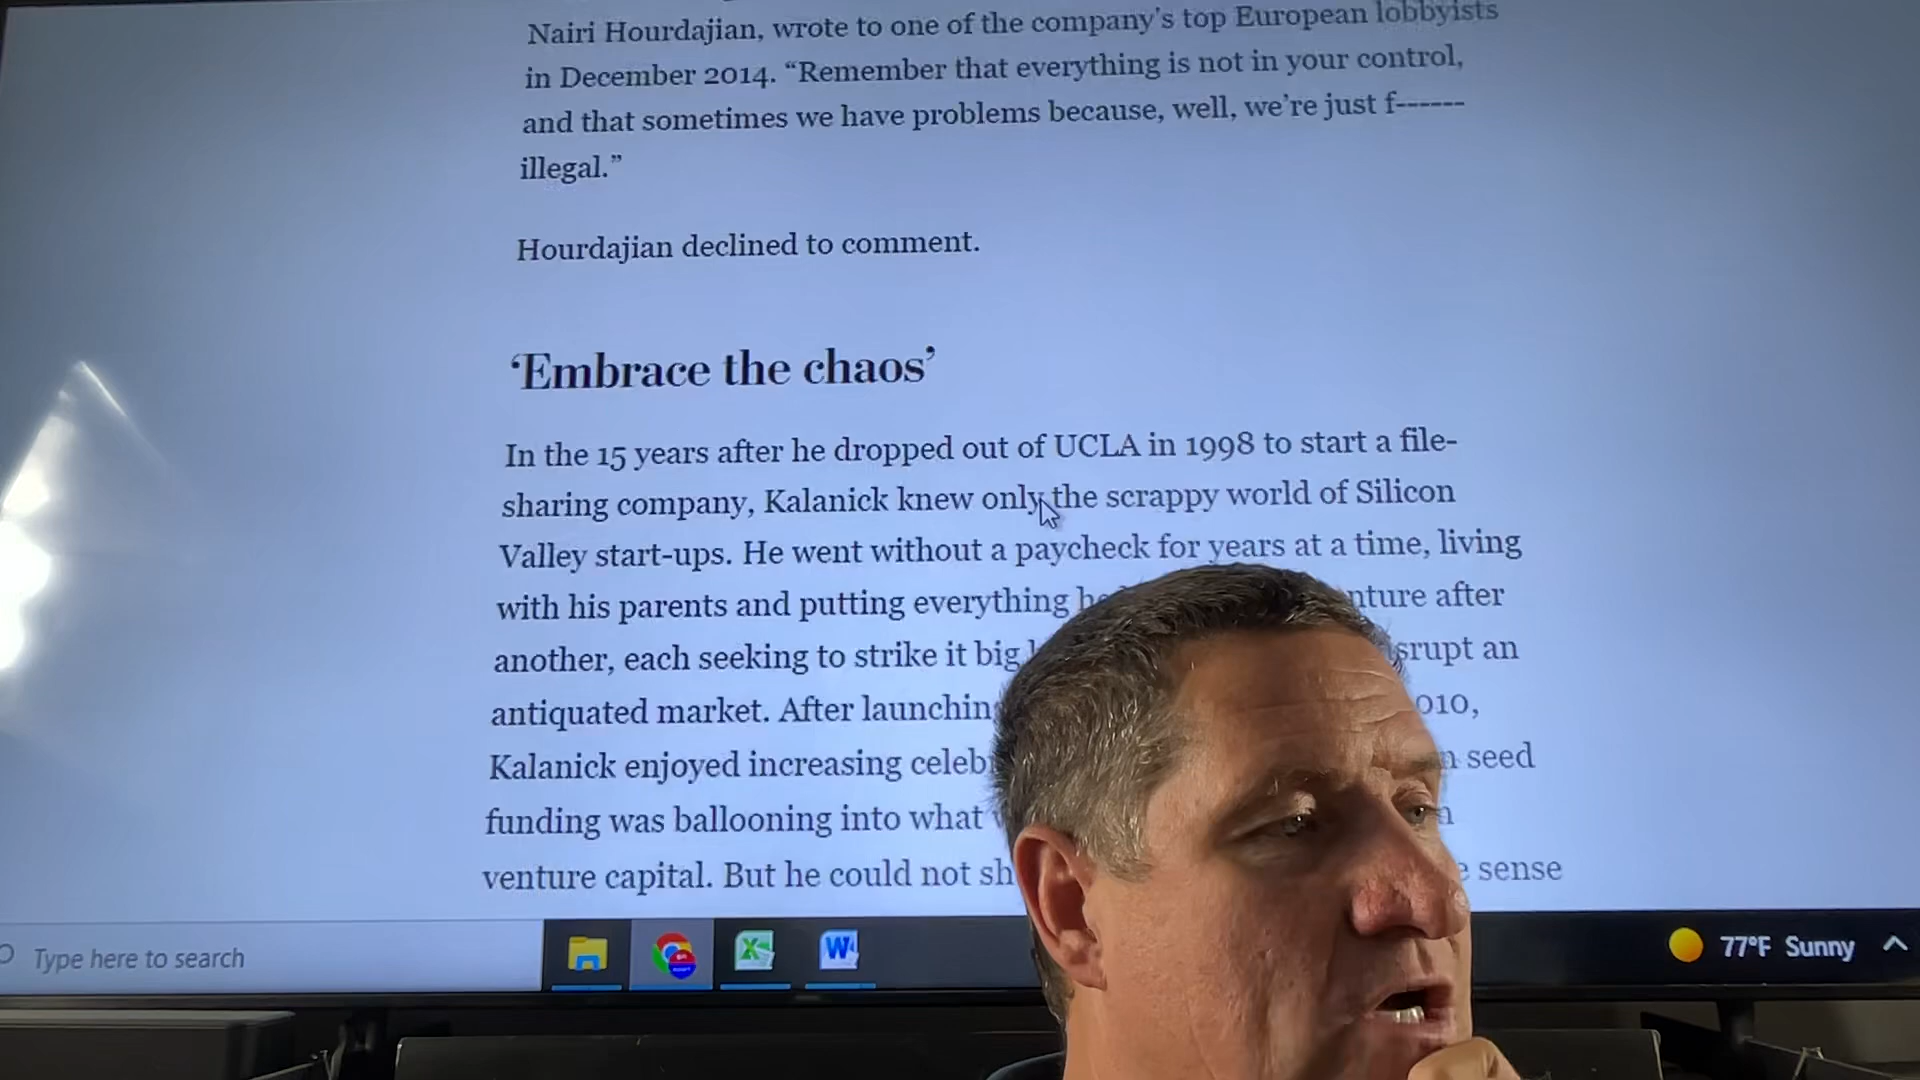 Nairi Hourdajian, wrote to one of the company’s top European lobbyists
in December 2014. “Remember that everything is not in your control,
and that sometimes we have problems because, well, we’re just f------
illegal.”
Hourdajian declined to comment.
‘Embrace the chaos’
In the 15 years after he dropped out of UCLA in 1998 to start a file-
sharing company, Kalanick knew only the scrappy world of Silicon
Valley start-ups. He went without a paycheck for years at a time, living
with his parents and putting everything after
another, each seeking to strike it big an
antiquated market. After
Kalanick enjoyed increasing seed
funding was ballooning into what
venture capital. But he could not sense
Type here to search
77°F Sunny